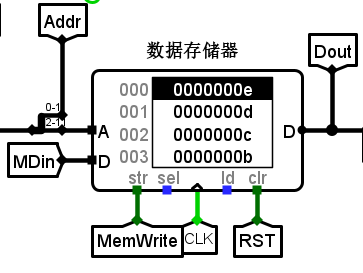 Addr
数据存储器
Dout
0-1
2-11
A
D
D
MDin
000 0000000e
001 0000000d
002 0000000c
003 0000000b
str sel ld clr
MemWrite CLK RST